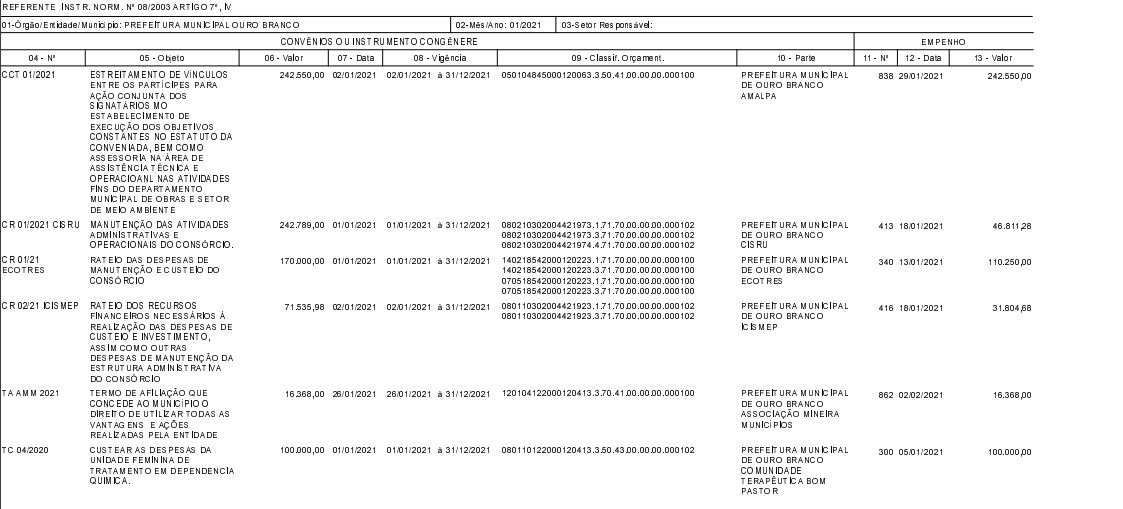 REFERENTE INSTR. NORM. Nº 08/2003 ARTIGO 7º, IV
01-Órgão/Entidade/Município: PREFEITURA MUNICIPAL OURO BRANCO 02-Mês/Ano: 01/2021 03-Setor Responsável:
CONVÊNIOS OU INSTRUMENTO CONGÊNERE EMPENHO
04 - Nº 05 - Objeto 06 - Valor 07 - Data 08 - Vigência 09 - Classif. Orçament. 10 - Parte 11 - Nº 12 - Data 13 - Valor
CCT 01/2021 ESTREITAMENTO DE VÍNCULOS 242.550,00 02/01/2021 02/01/2021 à 31/12/2021 050104845000120063.3.50.41.00.00.00.000100 PREFEITURA MUNICIPAL 838 29/01/2021 242.550,00
ENTRE OS PARTÍCIPES PARA DE OURO BRANCO
AÇÃO CONJUNTA DOS AMALPA
SIGNATÁRIOS MO
ESTABELECIMENT0 DE
EXECUÇÃO DOS OBJETIVOS
CONSTANTES NO ESTATUTO DA
CONVENIADA, BEM COMO
ASSESSORIA NA ÁREA DE
ASSISTÊNCIA TÉCNICA E
OPERACIOANL NAS ATIVIDADES
FINS DO DEPARTAMENTO
MUNICIPAL DE OBRAS E SETOR
DE MEIO AMBIENTE
CR 01/2021 CISRU MANUTENÇÃO DAS ATIVIDADES 242.789,00 01/01/2021 01/01/2021 à 31/12/2021 080210302004421973.1.71.70.00.00.00.000102 PREFEITURA MUNICIPAL 413 18/01/2021 46.811,28
ADMINISTRATIVAS E 080210302004421973.3.71.70.00.00.00.000102 DE OURO BRANCO
OPERACIONAIS DO CONSÓRCIO. 080210302004421974.4.71.70.00.00.00.000102 CISRU
CR 01/21 RATEIO DAS DESPESAS DE 170.000,00 01/01/2021 01/01/2021 à 31/12/2021 140218542000120223.1.71.70.00.00.00.000100 PREFEITURA MUNICIPAL 340 13/01/2021 110.250,00
ECOTRES MANUTENÇÃO E CUSTEIO DO 140218542000120223.3.71.70.00.00.00.000100 DE OURO BRANCO
CONSÓRCIO 070518542000120223.1.71.70.00.00.00.000100 ECOTRES
070518542000120223.3.71.70.00.00.00.000100
CR 02/21 ICISMEP RATEIO DOS RECURSOS 71.535,98 02/01/2021 02/01/2021 à 31/12/2021 080110302004421923.1.71.70.00.00.00.000102 PREFEITURA MUNICIPAL 416 18/01/2021 31.804,68
FINANCEIROS NECESSÁRIOS À 080110302004421923.3.71.70.00.00.00.000102 DE OURO BRANCO
REALIZAÇÃO DAS DESPESAS DE ICISMEP
CUSTEIO E INVESTIMENTO,
ASSIM COMO OUTRAS
DESPESAS DE MANUTENÇÃO DA
ESTRUTURA ADMINISTRATIVA
DO CONSÓRCIO
TA AMM 2021 TERMO DE AFILIAÇÃO QUE 16.368,00 26/01/2021 26/01/2021 à 31/12/2021 120104122000120413.3.70.41.00.00.00.000100 PREFEITURA MUNICIPAL 862 02/02/2021 16.368,00
CONCEDE AO MUNICÍPIO O DE OURO BRANCO
DIREITO DE UTILIZAR TODAS AS ASSOCIAÇÃO MINEIRA
VANTAGENS E AÇÕES MUNICÍPIOS
REALIZADAS PELA ENTIDADE
TC 04/2020 CUSTEAR AS DESPESAS DA 100.000,00 01/01/2021 01/01/2021 à 31/12/2021 080110122000120413.3.50.43.00.00.00.000102 PREFEITURA MUNICIPAL 300 05/01/2021 100.000,00
UNIDADE FEMININA DE DE OURO BRANCO
TRATAMENTO EM DEPENDENCIA COMUNIDADE
QUIMICA. TERAPÊUTICA BOM
PASTOR